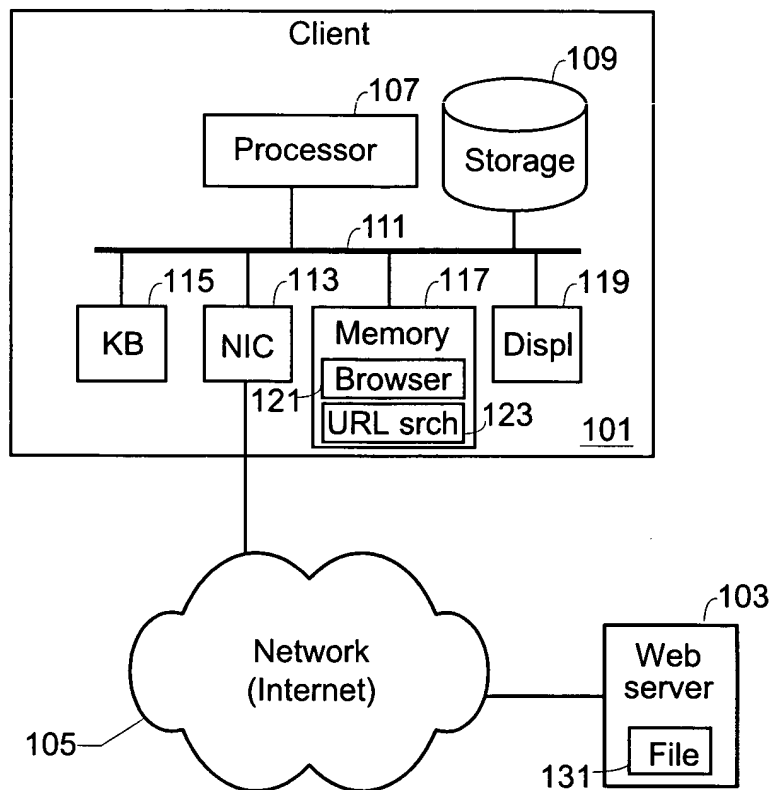 Client
107
109
Processor
Storage
111
115
113
117
119
KB
NIC
Memory
Displ
Browser
121
URL srch
123
101
103
Network
(Internet)
Web
server
105
File
131